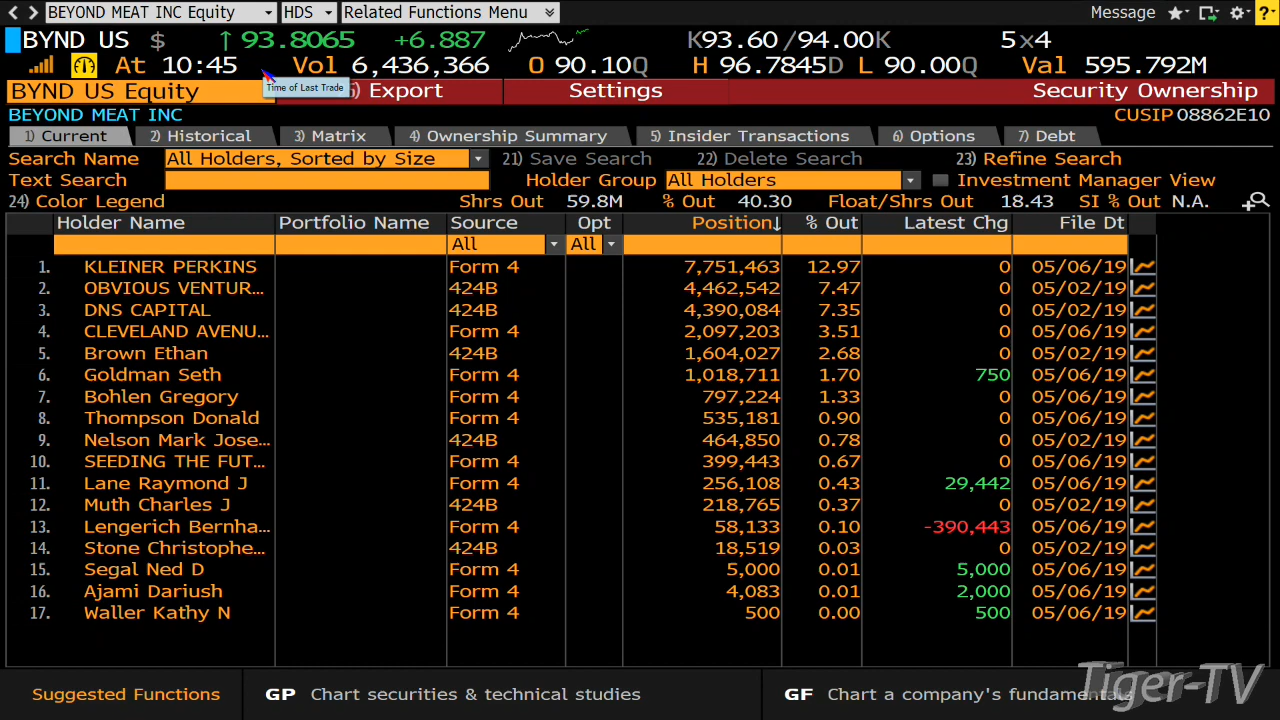 BEYOND MEAT INC Equity HDS Related Functions Menu Message ?
BYND US $ ↑ 93.8065 +6.887 K93.60 /94.00K 5×4
At 10:45 Vol 6,436,366 O 90.10Q H 96.7845D L 90.00Q Val 595.792M
Time of Last Trade
BYND US Equity Export Settings Security Ownership
BEYOND MEAT INC CUSIP 08862E10
1) Current 2) Historical 3) Matrix 4) Ownership Summary 5) Insider Transactions 6) Options 7) Debt
Search Name All Holders, Sorted by Size 21) Save Search 22) Delete Search 23) Refine Search
Text Search Holder Group All Holders Investment Manager View
24) Color Legend Shrs Out 59.8M % Out 40.30 Float/Shrs Out 18.43 SI % Out N.A.
Holder Name Portfolio Name Source Opt Position↓ % Out Latest Chg File Dt
All All
1. KLEINER PERKINS Form 4 7,751,463 12.97 0 05/06/19
2. OBVIOUS VENTUR... 424B 4,462,542 7.47 0 05/02/19
3. DNS CAPITAL 424B 4,390,084 7.35 0 05/02/19
4. CLEVELAND AVENU... Form 4 2,097,203 3.51 0 05/06/19
5. Brown Ethan 424B 1,604,027 2.68 0 05/02/19
6. Goldman Seth Form 4 1,018,711 1.70 750 05/06/19
7. Bohlen Gregory Form 4 797,224 1.33 0 05/06/19
8. Thompson Donald Form 4 535,181 0.90 0 05/06/19
9. Nelson Mark Jose... 424B 464,850 0.78 0 05/02/19
10. SEEDING THE FUT... Form 4 399,443 0.67 0 05/06/19
11. Lane Raymond J Form 4 256,108 0.43 29,442 05/06/19
12. Muth Charles J 424B 218,765 0.37 0 05/02/19
13. Lengerich Bernha... Form 4 58,133 0.10 -390,443 05/06/19
14. Stone Christophe... 424B 18,519 0.03 0 05/02/19
15. Segal Ned D Form 4 5,000 0.01 5,000 05/06/19
16. Ajami Dariush Form 4 4,083 0.01 2,000 05/06/19
17. Waller Kathy N Form 4 500 0.00 500 05/06/19
Suggested Functions GP Chart securities & technical studies GF Chart a company's fundamentals
Tiger-TV